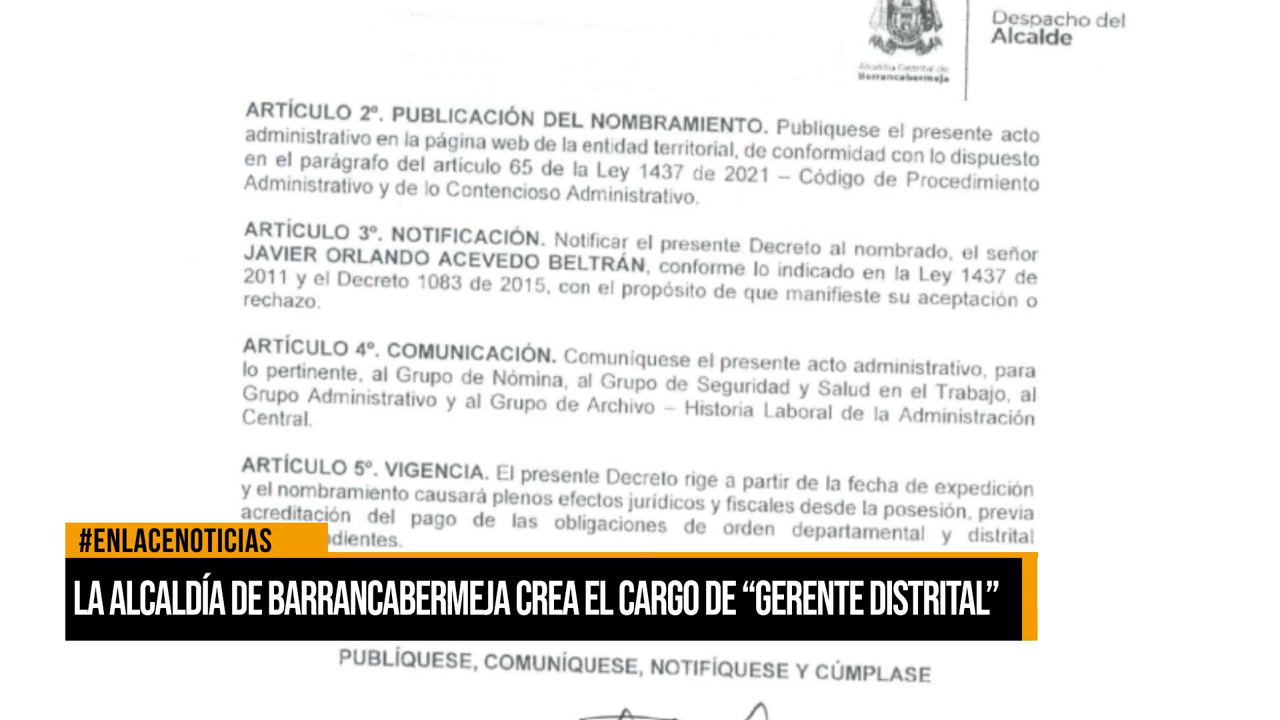 Despacho del
Alcalde
Alcaldía Distrital de
Barrancabermeja
ARTÍCULO 2º. PUBLICACIÓN DEL NOMBRAMIENTO. Publiquese el presente acto
administrativo en la página web de la entidad territorial, de conformidad con lo dispuesto
en el parágrafo del articulo 65 de la Ley 1437 de 2021 – Código de Procedimiento
Administrativo y de lo Contencioso Administrativo.
ARTÍCULO 3º. NOTIFICACIÓN. Notificar el presente Decreto al nombrado, el señor
JAVIER ORLANDO ACEVEDO BELTRÁN, conforme lo indicado en la Ley 1437 de
2011 y el Decreto 1083 de 2015, con el propósito de que manifieste su aceptación o
rechazo.
ARTÍCULO 4º. COMUNICACIÓN. Comuníquese el presente acto administrativo, para
lo pertinente, al Grupo de Nómina, al Grupo de Seguridad y Salud en el Trabajo, al
Grupo Administrativo y al Grupo de Archivo – Historia Laboral de la Administración
Central.
ARTÍCULO 5º. VIGENCIA. El presente Decreto rige a partir de la fecha de expedición
y el nombramiento causará plenos efectos jurídicos y fiscales desde la posesión, previa
acreditación del pago de las obligaciones de orden departamental y distrital
ndientes.
#ENLACENOTICIAS
LA ALCALDÍA DE BARRANCABERMEJA CREA EL CARGO DE “GERENTE DISTRITAL”
PUBLÍQUESE, COMUNÍQUESE, NOTIFÍQUESE Y CÚMPLASE